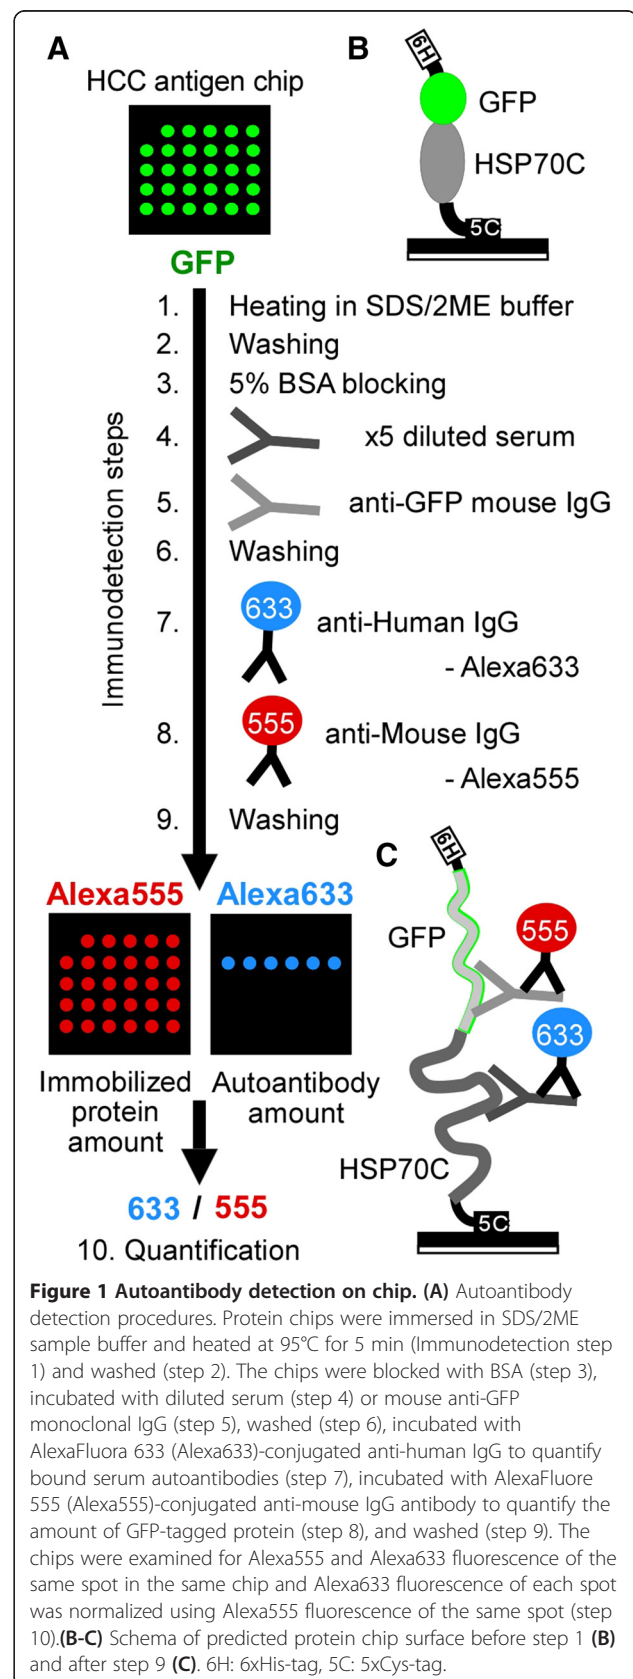 A
HCC antigen chip
GFP
B
6H
GFP
HSP70C
5C
Immunodetection steps
1. Heating in SDS/2ME buffer
2. Washing
3. 5% BSA blocking
4. x5 diluted serum
5. anti-GFP mouse IgG
6. Washing
7. 633 anti-Human IgG
- Alexa633
8. 555 anti-Mouse IgG
- Alexa555
9. Washing
Alexa555 Alexa633
Immobilized protein amount
Autoantibody amount
633 / 555
10. Quantification
C
6H
GFP
555
633
HSP70C
5C
Figure 1 Autoantibody detection on chip. (A) Autoantibody
detection procedures. Protein chips were immersed in SDS/2ME
sample buffer and heated at 95°C for 5 min (Immunodetection step
1) and washed (step 2). The chips were blocked with BSA (step 3),
incubated with diluted serum (step 4) or mouse anti-GFP
monoclonal IgG (step 5), washed (step 6), incubated with
AlexaFluora 633 (Alexa633)-conjugated anti-human IgG to quantify
bound serum autoantibodies (step 7), incubated with AlexaFluore
555 (Alexa555)-conjugated anti-mouse IgG antibody to quantify the
amount of GFP-tagged protein (step 8), and washed (step 9). The
chips were examined for Alexa555 and Alexa633 fluorescence of the
same spot in the same chip and Alexa633 fluorescence of each spot
was normalized using Alexa555 fluorescence of the same spot (step
10).(B-C) Schema of predicted protein chip surface before step 1 (B)
and after step 9 (C). 6H: 6xHis-tag, 5C: 5xCys-tag.